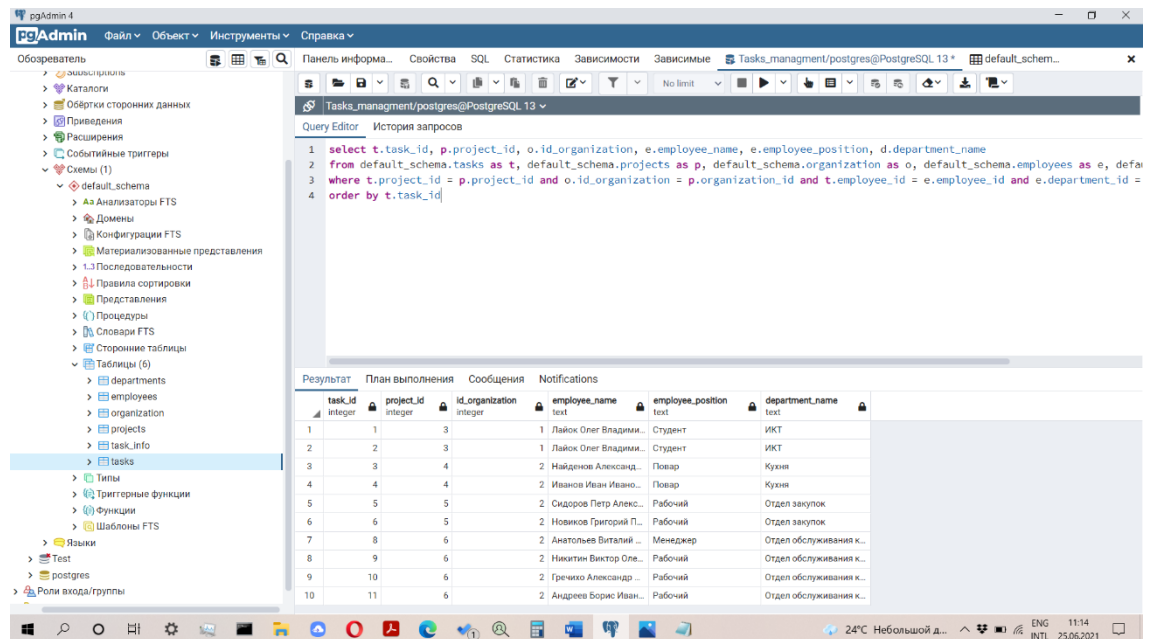 pgAdmin 4
pgAdmin Файл Объект Инструменты Справка
Обозреватель
Subscriptions
Каталоги
Обёртки сторонних данных
Приведения
Расширения
Событийные триггеры
Схемы (1)
default_schema
Aa Анализаторы FTS
Домены
Конфигурации FTS
Материализованные представления
1..3 Последовательности
Правила сортировки
Представления
Процедуры
Словари FTS
Сторонние таблицы
Таблицы (6)
departments
employees
organization
projects
task_info
tasks
Типы
Триггерные функции
Функции
Шаблоны FTS
Языки
Test
postgres
Роли входа/группы
Панель информа... Свойства SQL Статистика Зависимости Зависимые Tasks_managment/postgres@PostgreSQL 13 * default_schem...
No limit
Tasks_managment/postgres@PostgreSQL 13
Query Editor История запросов
1 select t.task_id, p.project_id, o.id_organization, e.employee_name, e.employee_position, d.department_name
2 from default_schema.tasks as t, default_schema.projects as p, default_schema.organization as o, default_schema.employees as e, defau
3 where t.project_id = p.project_id and o.id_organization = p.organization_id and t.employee_id = e.employee_id and e.department_id =
4 order by t.task_id
Результат План выполнения Сообщения Notifications
task_id integer project_id integer id_organization integer employee_name text employee_position text department_name text
1 1 3 1 Лайок Олег Владими... Студент ИКТ
2 2 3 1 Лайок Олег Владими... Студент ИКТ
3 3 4 2 Найденов Александ... Повар Кухня
4 4 4 2 Иванов Иван Ивано... Повар Кухня
5 5 5 2 Сидоров Петр Алекс... Рабочий Отдел закупок
6 6 5 2 Новиков Григорий П... Рабочий Отдел закупок
7 8 6 2 Анатольев Виталий ... Менеджер Отдел обслуживания к...
8 9 6 2 Никитин Виктор Оле... Рабочий Отдел обслуживания к...
9 10 6 2 Гречихо Александр ... Рабочий Отдел обслуживания к...
10 11 6 2 Андреев Борис Иван... Рабочий Отдел обслуживания к...
24°C Небольшой д... ENG INTL 11:14 25.06.2021